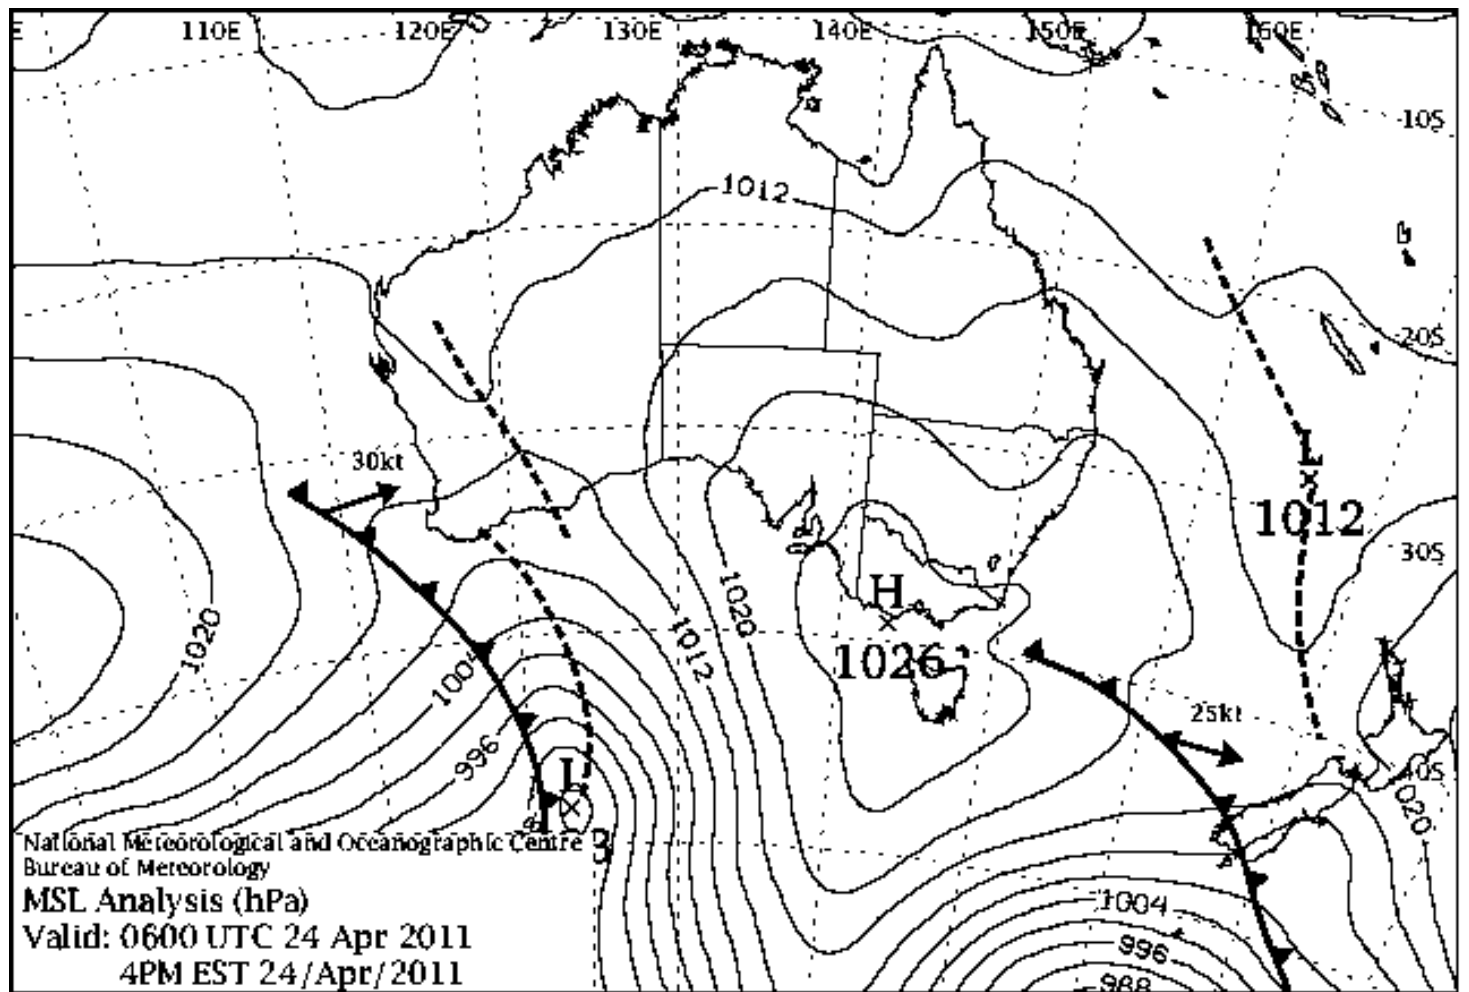 E 110E 120E 130E 140E 150E 160E
10S
1012
20S
30kt
L
1012
30S
H
1020
1012
1020
1026
1004
25kt
996
L
40S
1020
National Meteorological and Oceanographic Centre
Bureau of Meteorology
MSL Analysis (hPa)
1004
Valid: 0600 UTC 24 Apr 2011
996
4PM EST 24/Apr/2011
988